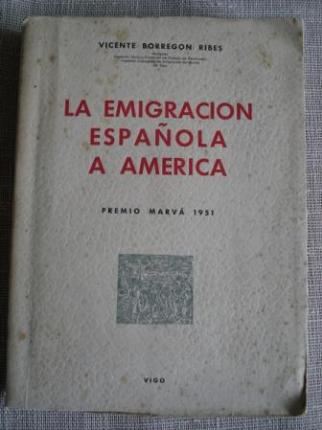 VICENTE BORREGON RIBES
LA EMIGRACION
ESPAÑOLA
A AMERICA
PREMIO MARVÁ 1951
VIGO